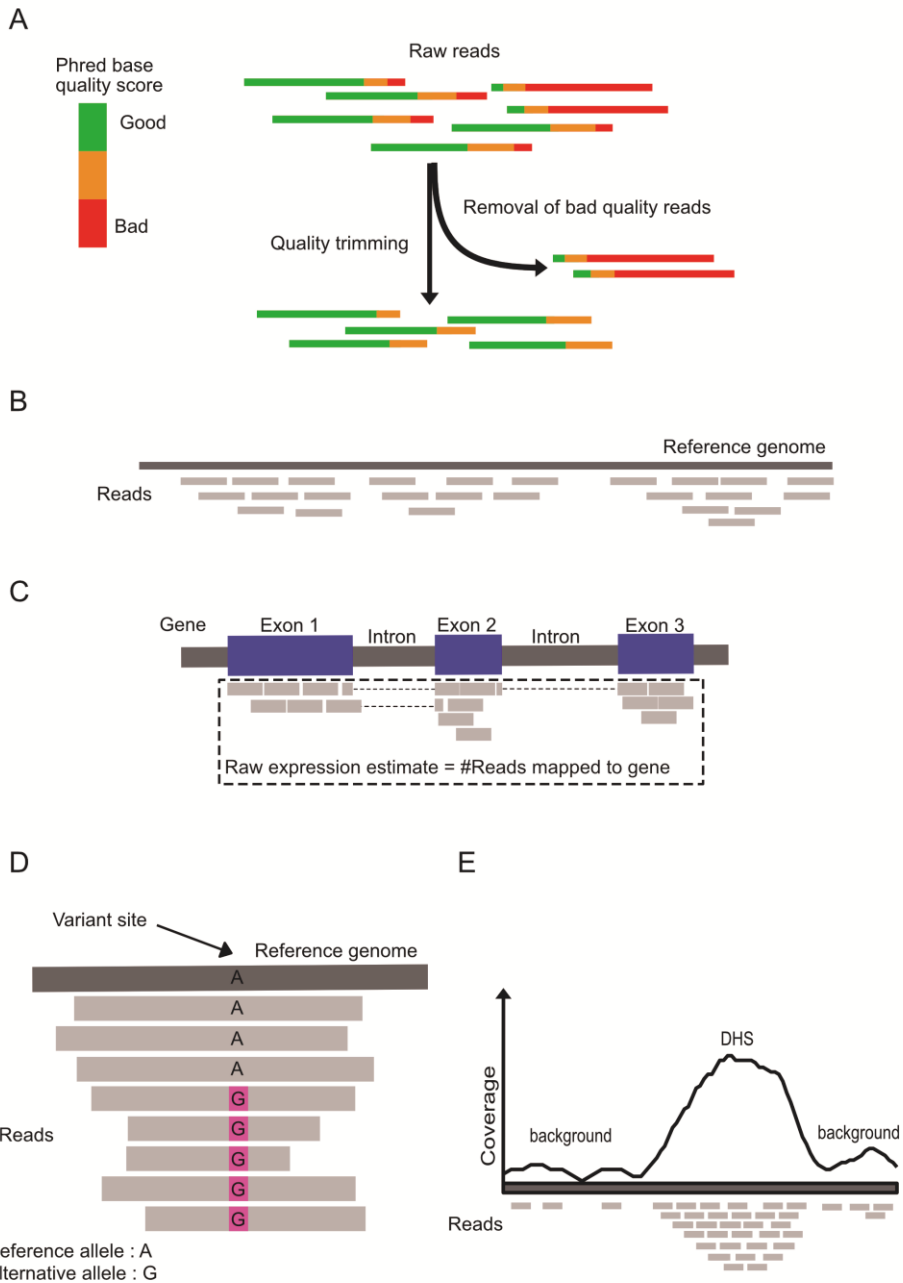 A
Raw reads
Phred base
quality score
Good
Bad
Removal of bad quality reads
Quality trimming
B
Reference genome
Reads
C
Gene
Exon 1
Intron
Exon 2
Intron
Exon 3
Raw expression estimate = #Reads mapped to gene
D
Variant site
Reference genome
A
A
A
A
G
G
G
G
G
Reads
eference allele : A
lternative allele : G
E
Coverage
DHS
background
background
Reads